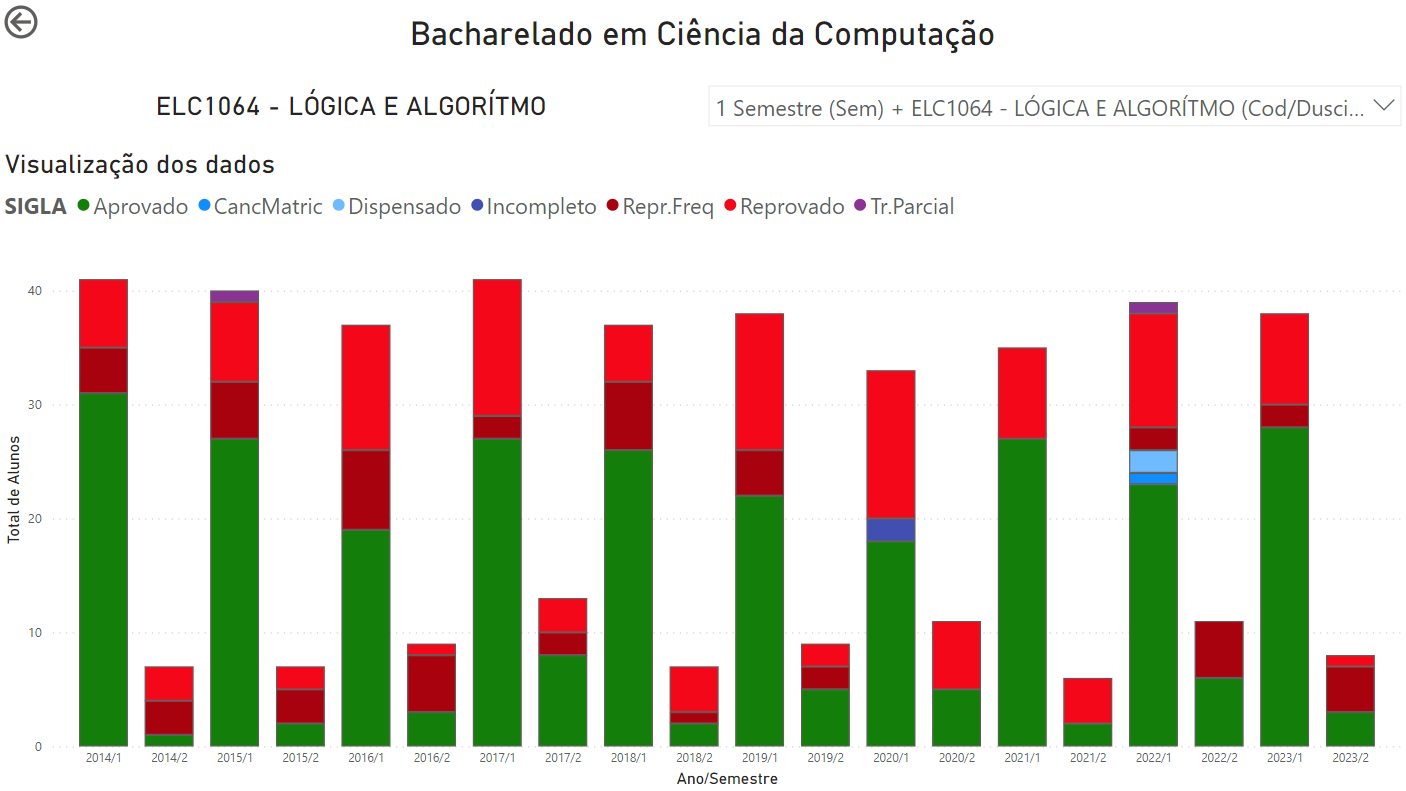 Bacharelado em Ciência da Computação
ELC1064 - LÓGICA E ALGORÍTMO
1 Semestre (Sem) + ELC1064 - LÓGICA E ALGORÍTMO (Cod/Dusci...
Visualização dos dados
SIGLA Aprovado CancMatric Dispensado Incompleto Repr.Freq Reprovado Tr.Parcial
Total de Alunos
40
30
20
10
0
2014/1 2014/2 2015/1 2015/2 2016/1 2016/2 2017/1 2017/2 2018/1 2018/2 2019/1 2019/2 2020/1 2020/2 2021/1 2021/2 2022/1 2022/2 2023/1 2023/2
Ano/Semestre